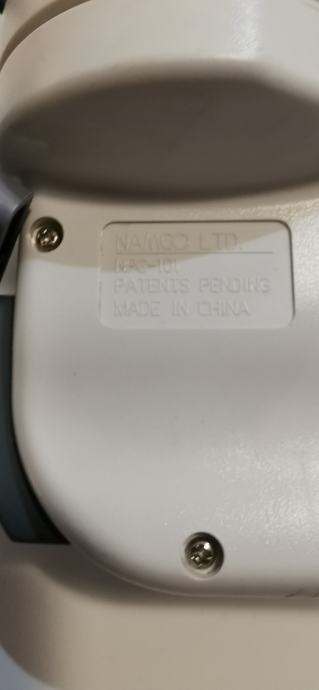 NAMCO LTD.
NPC-101
PATENTS PENDING
MADE IN CHINA